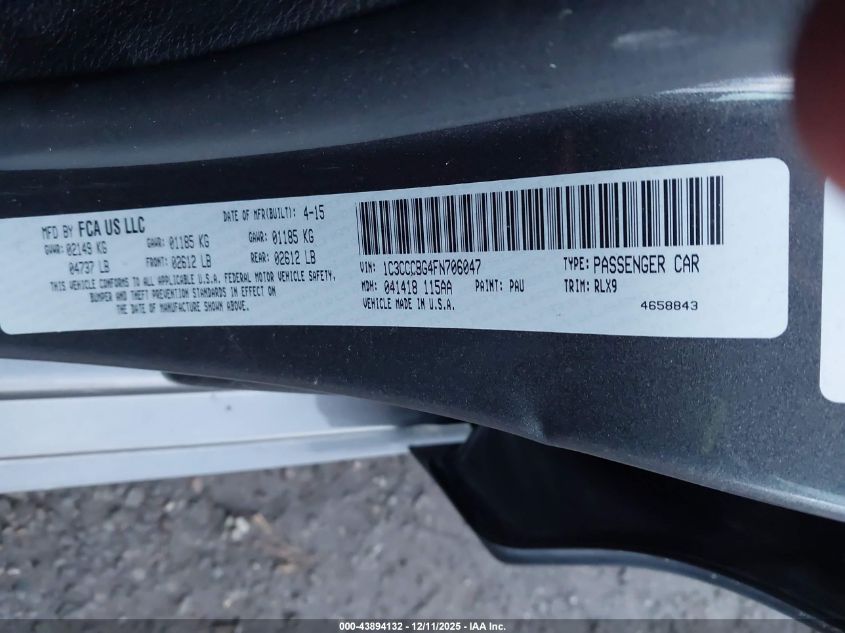 MFD BY FCA US LLC
DATE OF MFR(BUILT): 4-15
GVWR: 02149 KG GAWR: 01185 KG GAWR: 01185 KG
04737 LB FRONT: 02612 LB REAR: 02612 LB
THIS VEHICLE CONFORMS TO ALL APPLICABLE U.S.A. FEDERAL MOTOR VEHICLE SAFETY,
BUMPER AND THEFT PREVENTION STANDARDS IN EFFECT ON
THE DATE OF MANUFACTURE SHOWN ABOVE.
VIN: 1C3CCCBG4FN706047 TYPE: PASSENGER CAR
MDH: 041418 115AA PAINT: PAU TRIM: RLX9
VEHICLE MADE IN U.S.A. 4658843
000-43894132 - 12/11/2025 - IAA Inc.